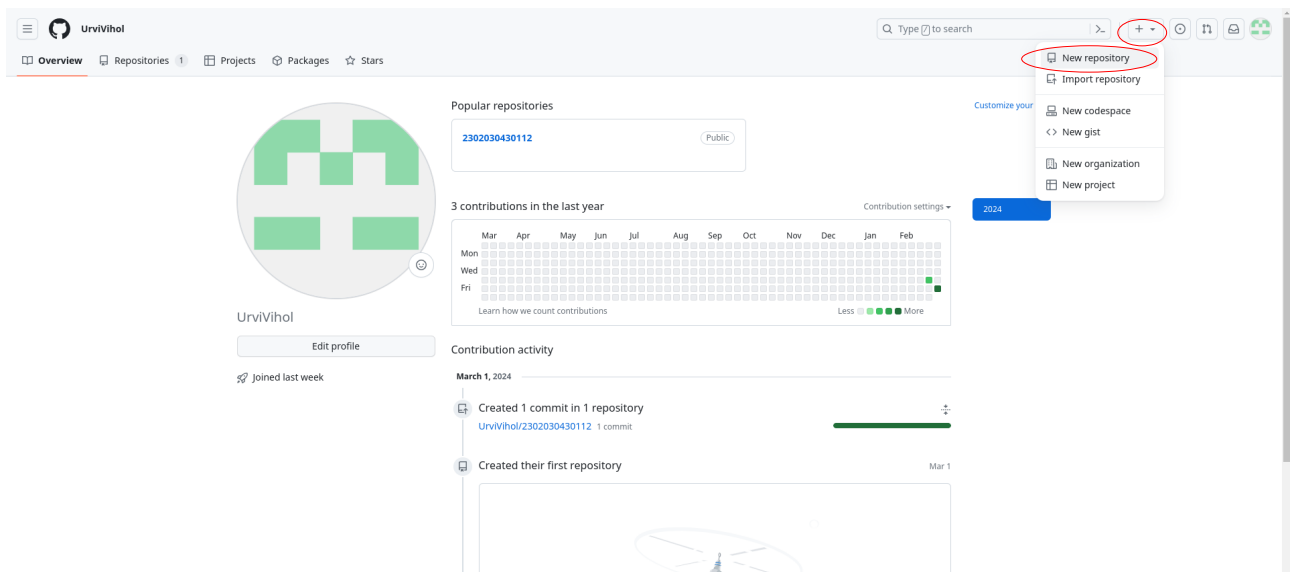 UrviVihol
Type / to search
Overview Repositories 1 Projects Packages Stars
New repository
Import repository
New codespace
New gist
New organization
New project
Popular repositories
Customize your
2302030430112 Public
3 contributions in the last year
Contribution settings
2024
Mar Apr May Jun Jul Aug Sep Oct Nov Dec Jan Feb
Mon
Wed
Fri
Learn how we count contributions
Less More
UrviVihol
Edit profile
Joined last week
Contribution activity
March 1, 2024
Created 1 commit in 1 repository
UrviVihol/2302030430112 1 commit
Created their first repository
Mar 1